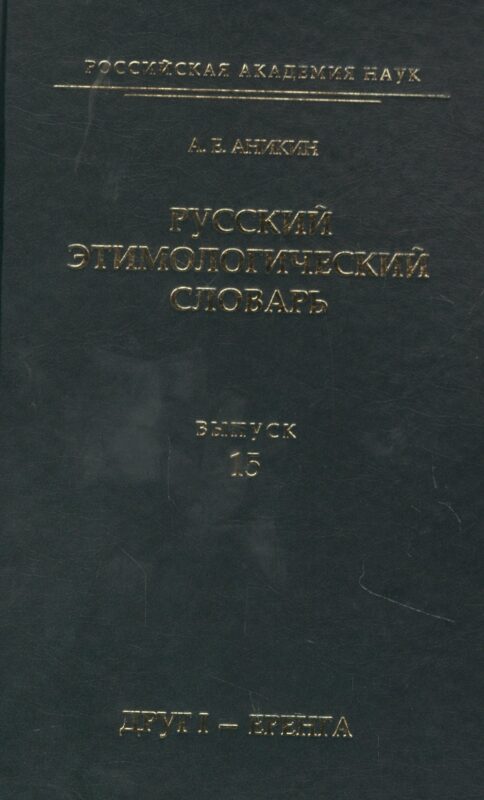 РОССИЙСКАЯ АКАДЕМИЯ НАУК
А. Е. АНИКИН
РУССКИЙ
ЭТИМОЛОГИЧЕСКИЙ
СЛОВАРЬ
ВЫПУСК
15
ДРУГ I – ЕРЕНГА